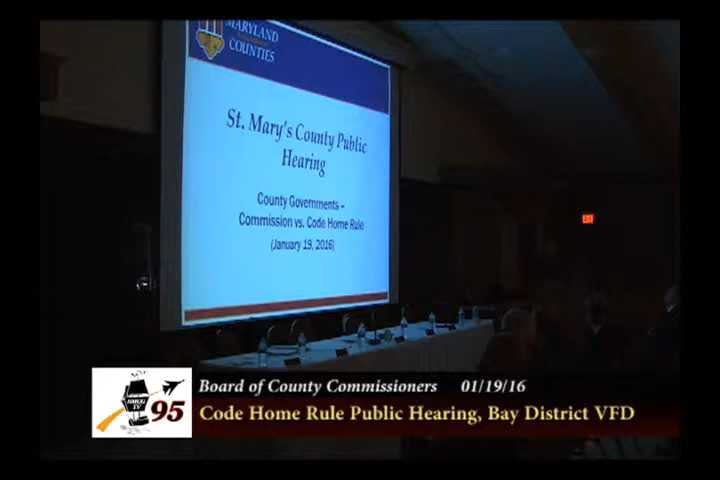 MARYLAND
COUNTIES
St. Mary's County Public
Hearing
County Governments –
Commission vs. Code Home Rule
(January 19, 2016)
EXIT
TV
95
Board of County Commissioners 01/19/16
Code Home Rule Public Hearing, Bay District VFD